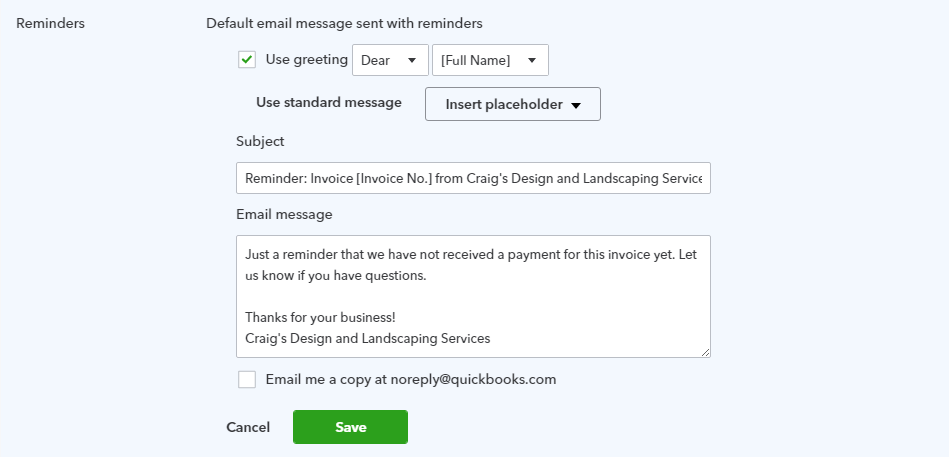 Reminders
Default email message sent with reminders
Use greeting Dear [Full Name]
Use standard message Insert placeholder
Subject
Reminder: Invoice [Invoice No.] from Craig's Design and Landscaping Service
Email message
Just a reminder that we have not received a payment for this invoice yet. Let
us know if you have questions.
Thanks for your business!
Craig's Design and Landscaping Services
Email me a copy at noreply@quickbooks.com
Cancel Save